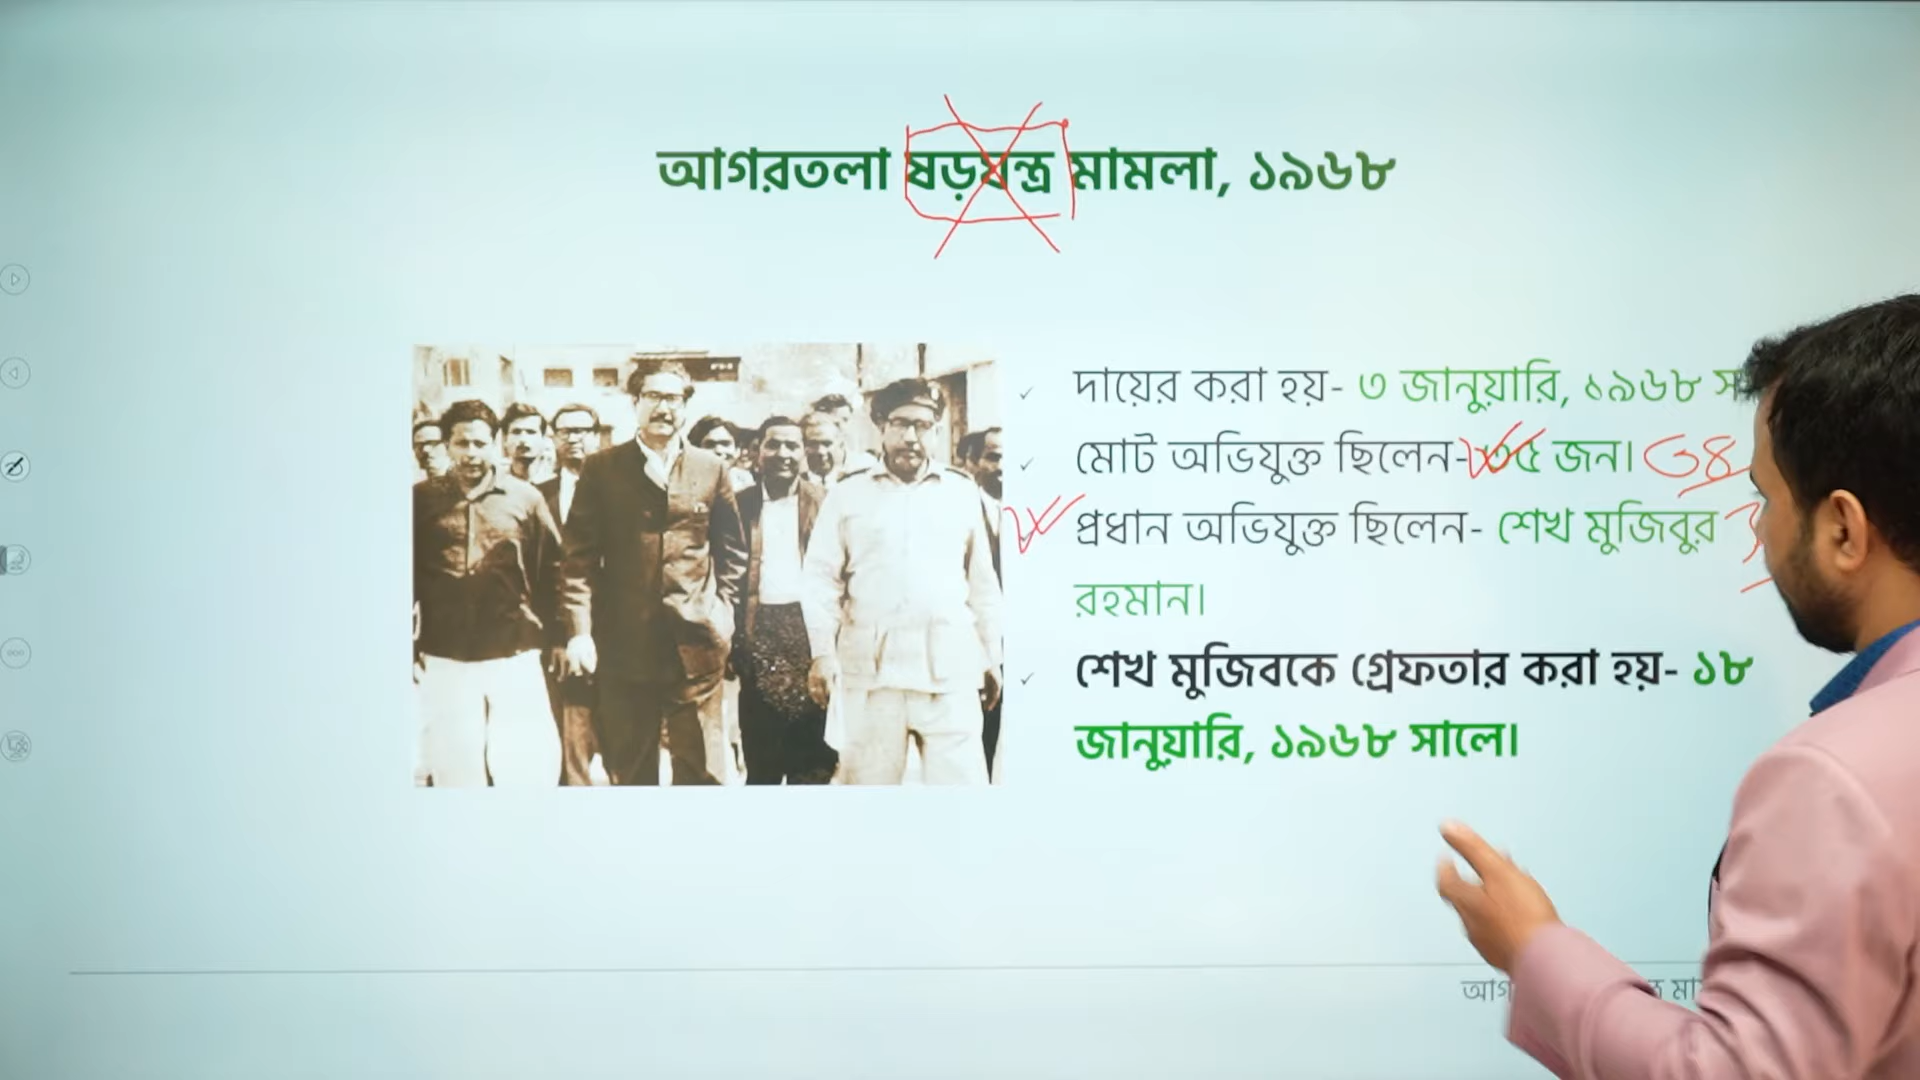 আগরতলা ষড়যন্ত্র মামলা, ১৯৬৮
দায়ের করা হয়- ৩ জানুয়ারি, ১৯৬৮
মোট অভিযুক্ত ছিলেন- ৩৫ জন। ৩৪
প্রধান অভিযুক্ত ছিলেন- শেখ মুজিবুর
রহমান।
শেখ মুজিবকে গ্রেফতার করা হয়- ১৮
জানুয়ারি, ১৯৬৮ সালে।